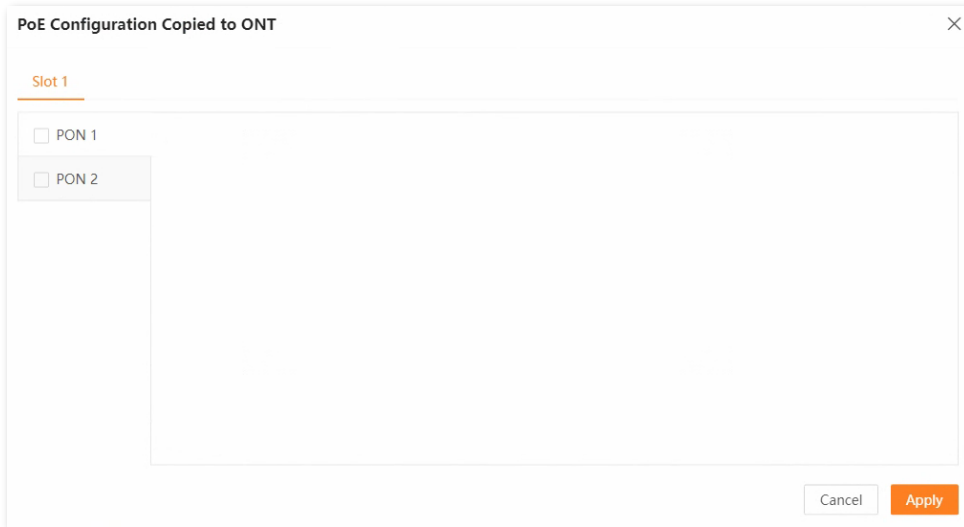 PoE Configuration Copied to ONT
Slot 1
PON 1
PON 2
Cancel Apply